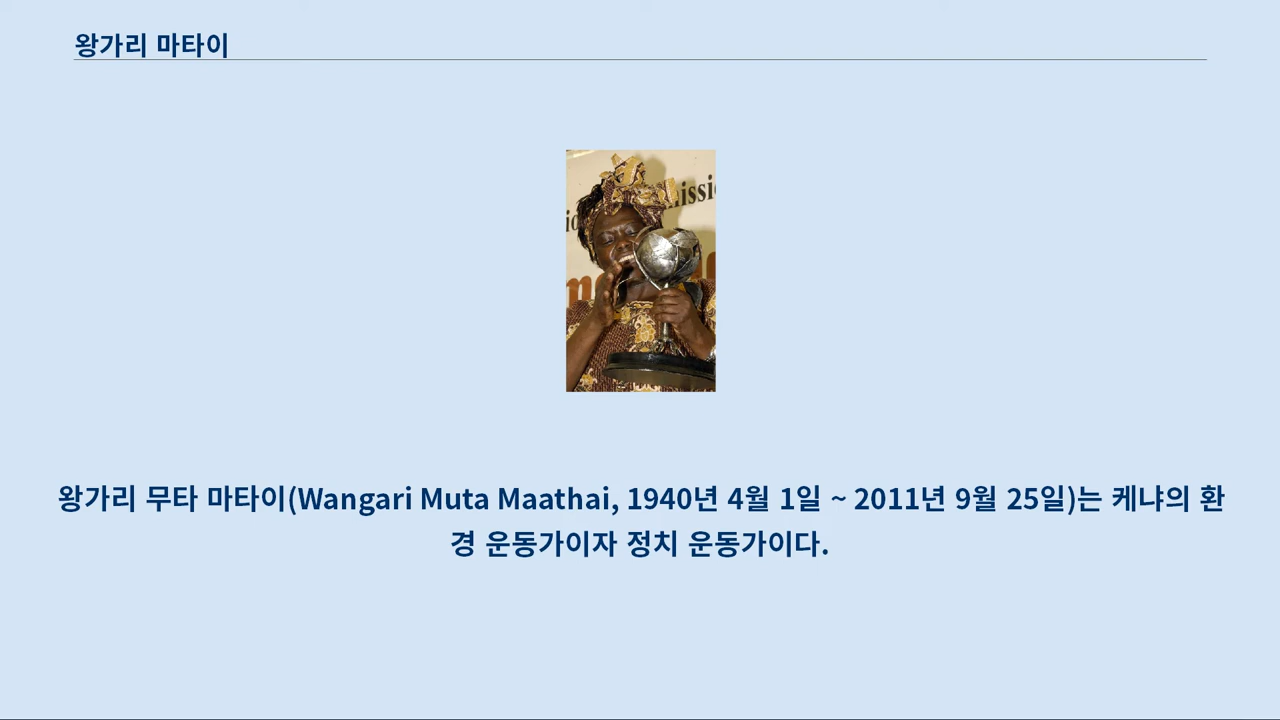 왕가리 마타이
왕가리 무타 마타이(Wangari Muta Maathai, 1940년 4월 1일 ~ 2011년 9월 25일)는 케냐의 환
경 운동가이자 정치 운동가이다.